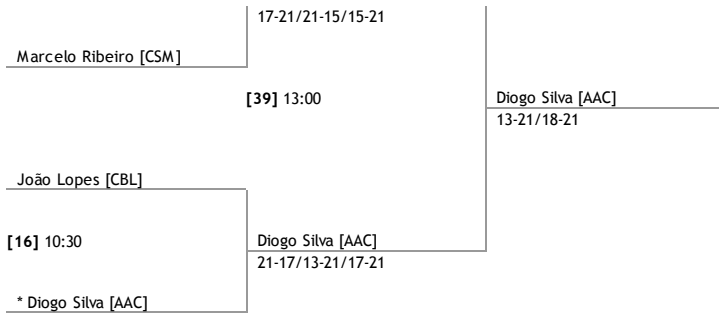 17-21/21-15/15-21
Marcelo Ribeiro [CSM]
[39] 13:00
Diogo Silva [AAC]
13-21/18-21
João Lopes [CBL]
[16] 10:30
Diogo Silva [AAC]
21-17/13-21/17-21
* Diogo Silva [AAC]